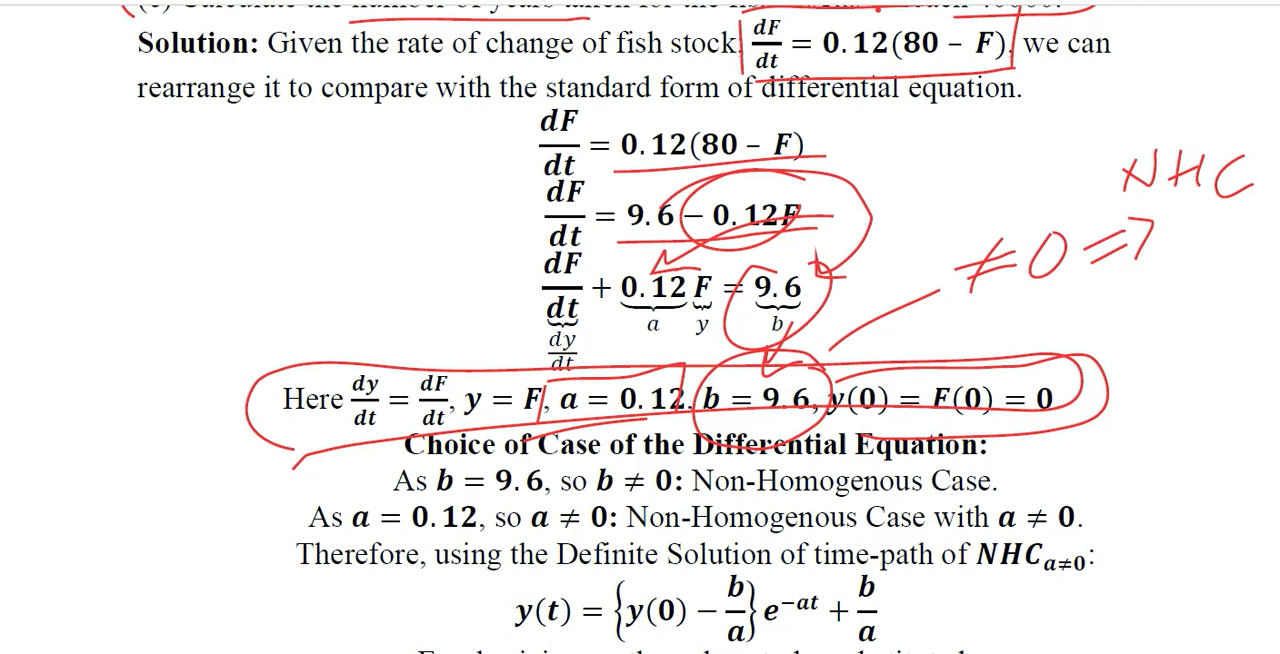 Solution: Given the rate of change of fish stock, dF/dt = 0.12(80 − F), we can
rearrange it to compare with the standard form of differential equation.
dF/dt = 0.12(80 − F)
dF/dt = 9.6 − 0.12F
dF/dt + 0.12 F = 9.6
a y b
dy/dt
NHC
≠ 0 ⇒
Here dy/dt = dF/dt, y = F, a = 0.12, b = 9.6, y(0) = F(0) = 0
Choice of Case of the Differential Equation:
As b = 9.6, so b ≠ 0: Non-Homogenous Case.
As a = 0.12, so a ≠ 0: Non-Homogenous Case with a ≠ 0.
Therefore, using the Definite Solution of time-path of NHCa≠0:
y(t) = {y(0) − b/a} e^−at + b/a